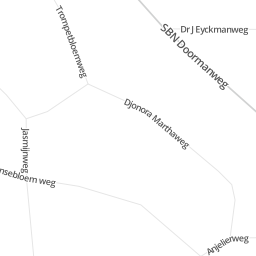 Dr J Eyckmanweg
SBN Doormanweg
Trompetbloemweg
Djonora Marthaweg
Jasmijnweg
nsebloem weg
Anjelierweg